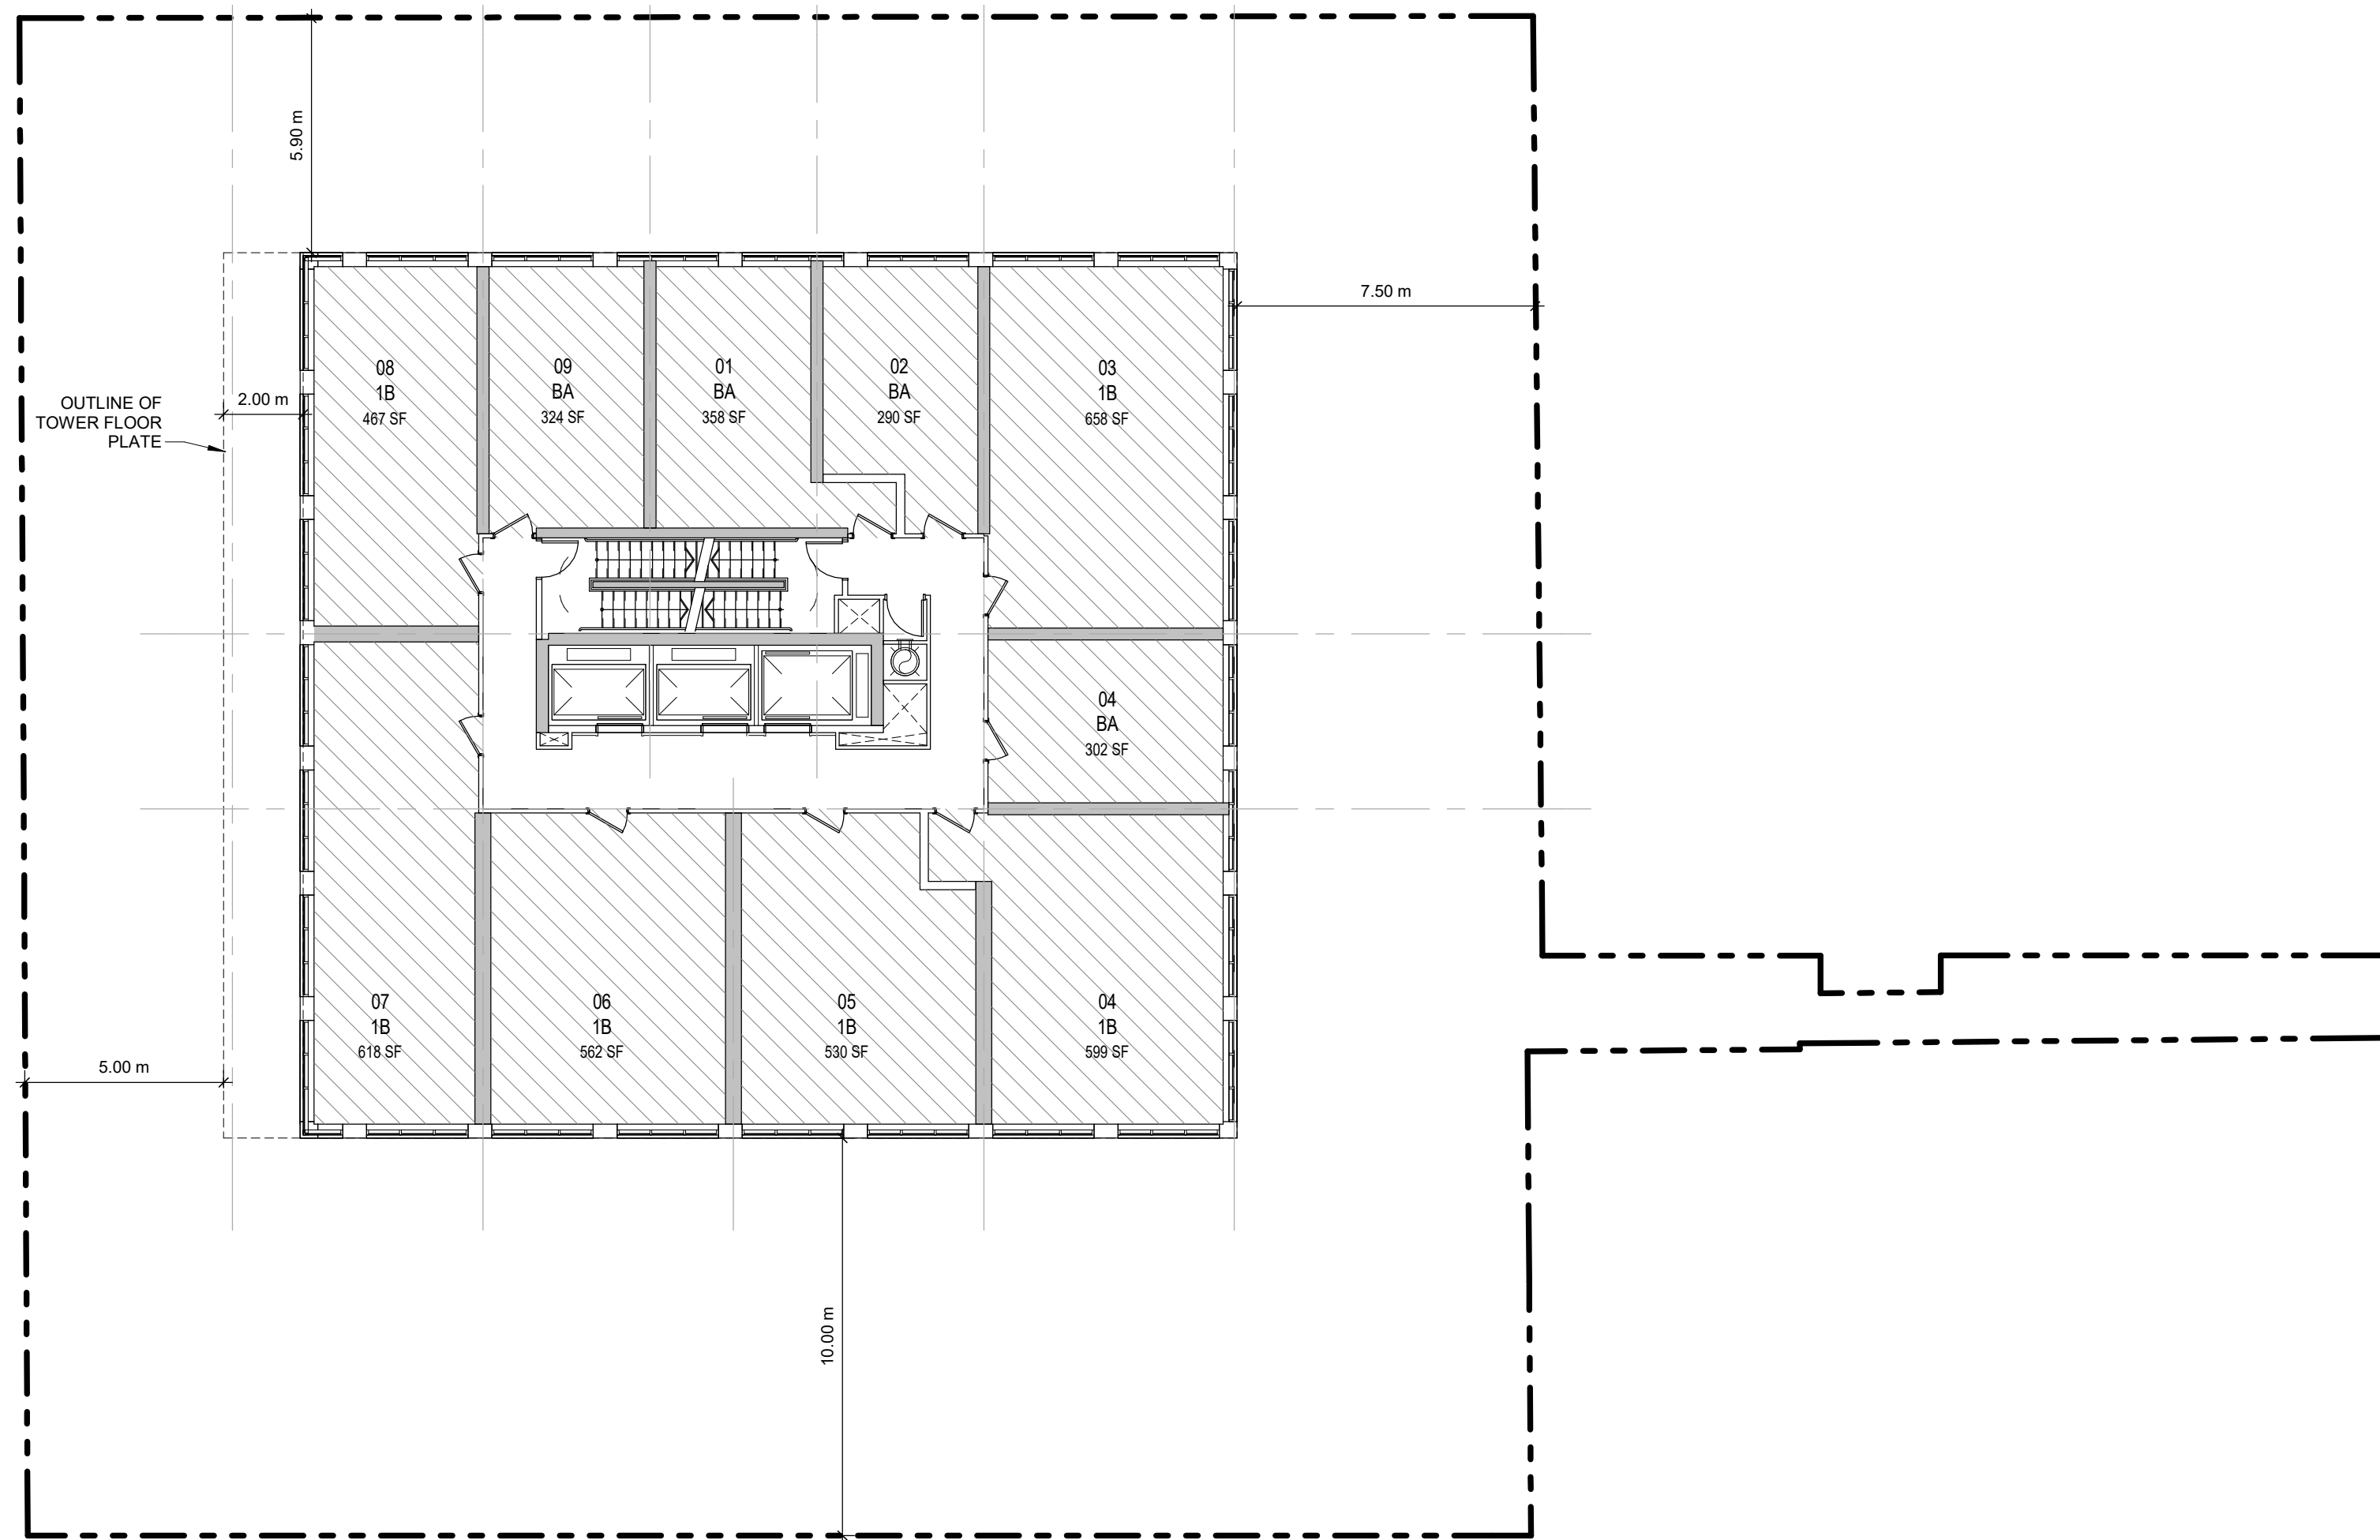 5.90 m
7.50 m
08
1B
467 SF
09
BA
324 SF
01
BA
358 SF
02
BA
290 SF
03
1B
658 SF
2.00 m
OUTLINE OF
TOWER FLOOR
PLATE
04
BA
302 SF
07
1B
618 SF
06
1B
562 SF
05
1B
530 SF
04
1B
599 SF
5.00 m
10.00 m